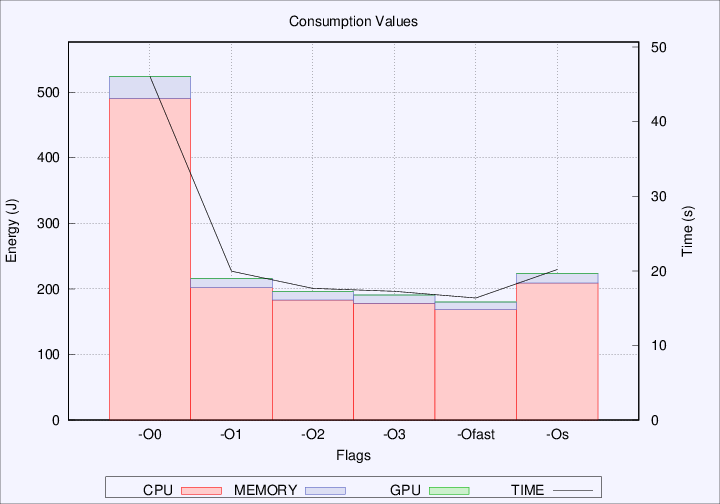 Consumption Values
Energy (J)
500
400
300
200
100
0
50
40
30
20
10
0
Time (s)
-O0 -O1 -O2 -O3 -Ofast -Os
Flags
CPU MEMORY GPU TIME